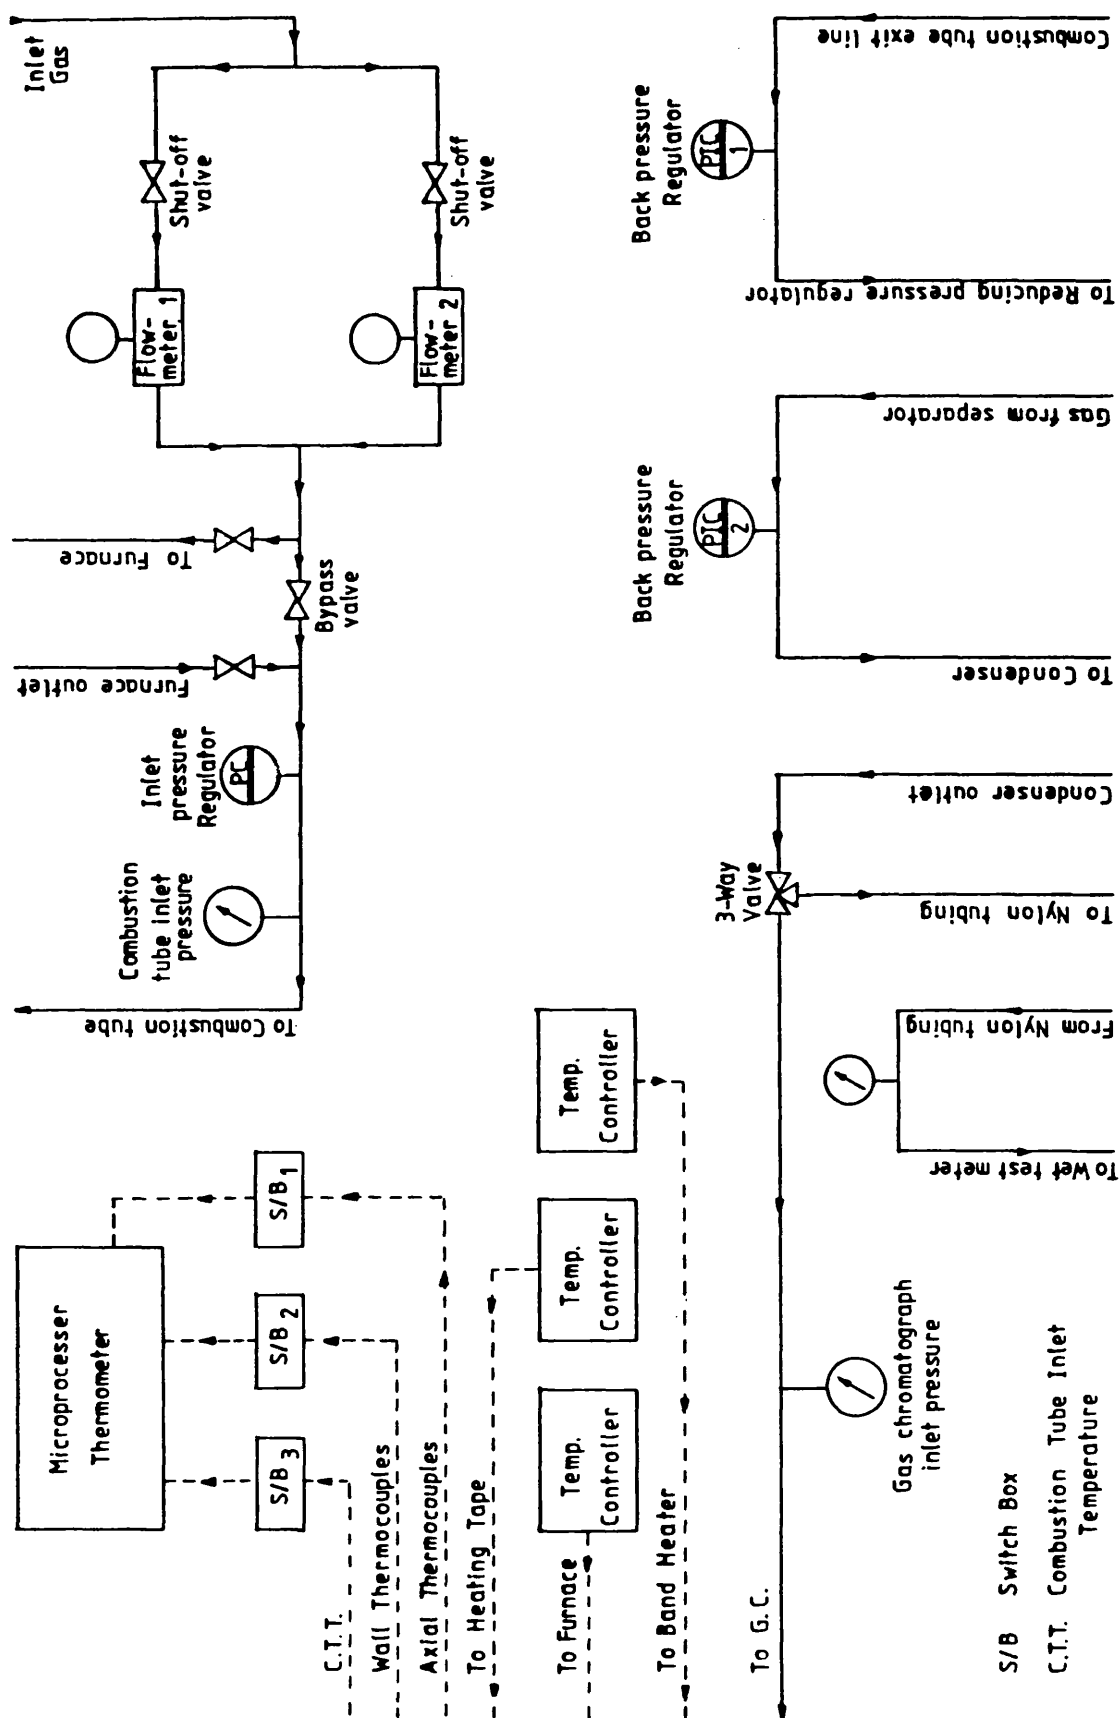 Inlet
Gas
Shut-off
valve
Shut-off
valve
Flow-
meter 1
Flow-
meter 2
To Furnace
Bypass
valve
Furnace outlet
Inlet
pressure
Regulator
PC
Combustion
tube inlet
pressure
To Combustion tube
Microprocesser
Thermometer
S/B1
S/B2
S/B3
C.T.T.
Wall Thermocouples
Axial Thermocouples
To Heating Tape
To Furnace
To Band Heater
Temp.
Controller
Temp.
Controller
Temp.
Controller
Combustion tube exit line
Back pressure
Regulator
PIC
1
To Reducing pressure regulator
Gas from separator
Back pressure
Regulator
PIC
2
To Condenser
Condenser outlet
3-Way
Valve
To Nylon tubing
From Nylon tubing
To Wet test meter
Gas chromatograph
inlet pressure
To G.C.
S/B Switch Box
C.T.T. Combustion Tube Inlet
Temperature